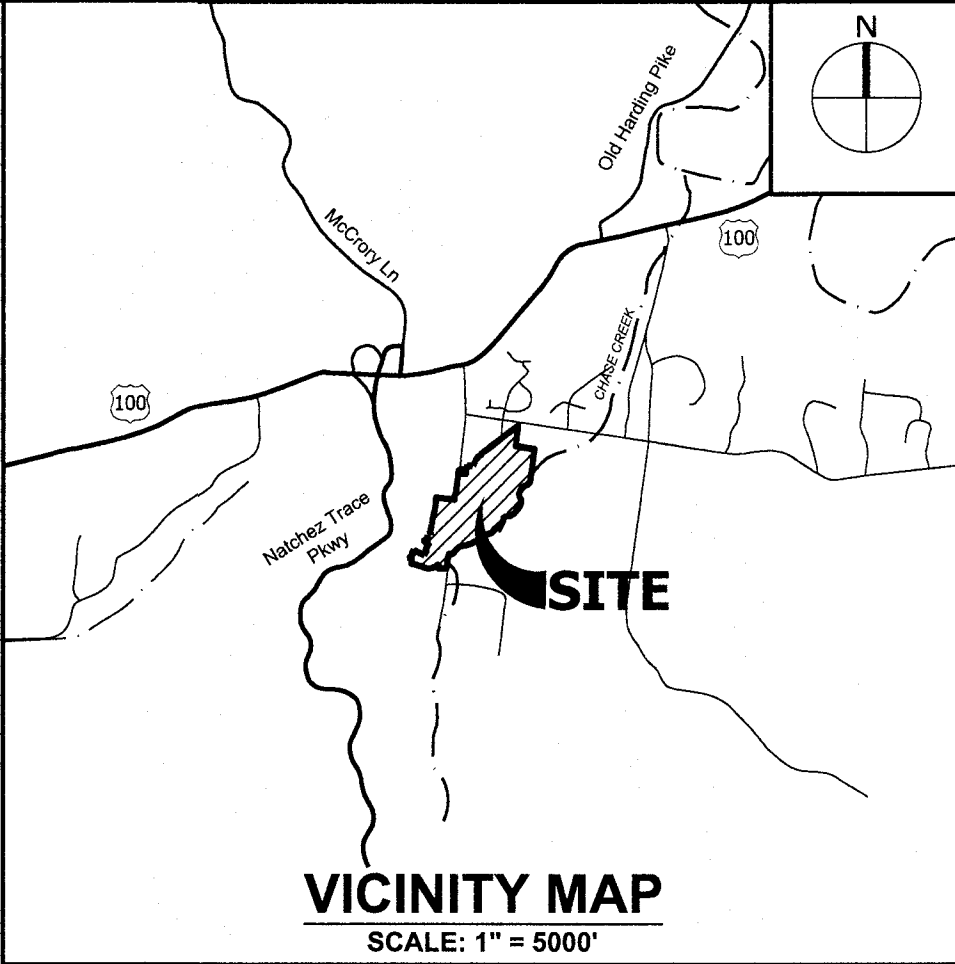 N
Old Harding Pike
McCrory Ln
100
CHASE CREEK
100
Natchez Trace
Pkwy
SITE
VICINITY MAP
SCALE: 1" = 5000'